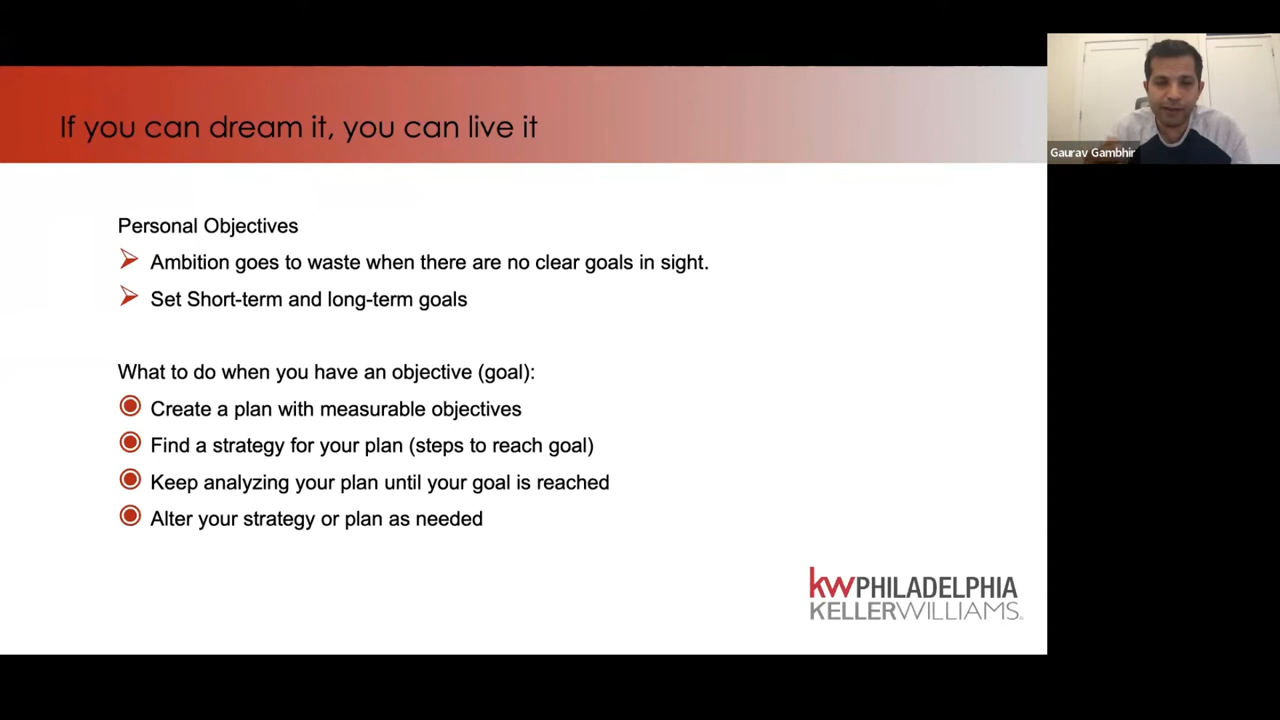 If you can dream it, you can live it
Gaurav Gambhir
Personal Objectives
Ambition goes to waste when there are no clear goals in sight.
Set Short-term and long-term goals
What to do when you have an objective (goal):
Create a plan with measurable objectives
Find a strategy for your plan (steps to reach goal)
Keep analyzing your plan until your goal is reached
Alter your strategy or plan as needed
kwPHILADELPHIA
KELLERWILLIAMS.